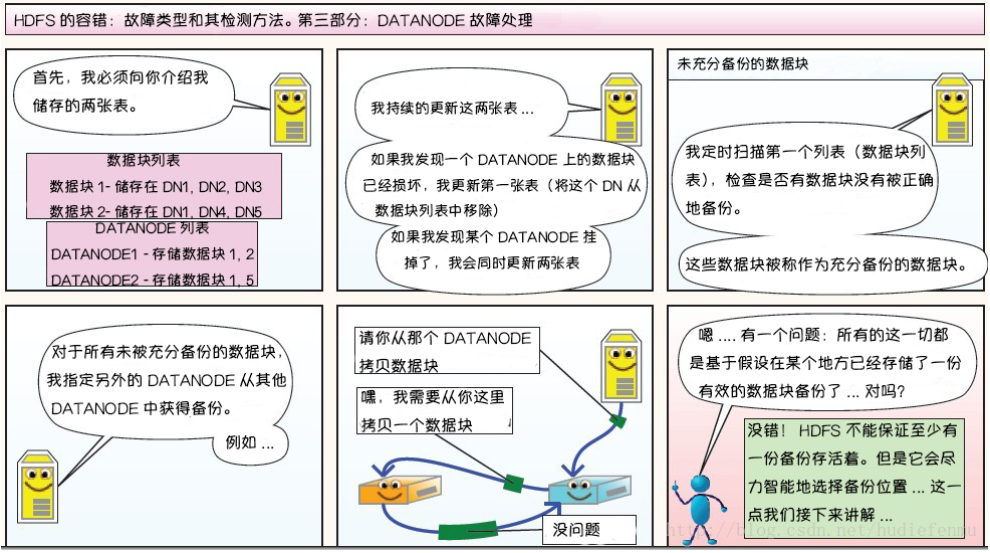 HDFS 的容错：故障类型和其检测方法。第三部分：DATANODE 故障处理
首先，我必须向你介绍我
储存的两张表。
数据块列表
数据块 1- 储存在 DN1, DN2, DN3
数据块 2- 储存在 DN1, DN4, DN5
DATANODE 列表
DATANODE1 - 存储数据块 1, 2
DATANODE2 - 存储数据块 1, 5
我持续的更新这两张表 ...
如果我发现一个 DATANODE 上的数据块
已经损坏，我更新第一张表（将这个 DN 从
数据块列表中移除）
如果我发现某个 DATANODE 挂
掉了，我会同时更新两张表
未充分备份的数据块
我定时扫描第一个列表（数据块列
表），检查是否有数据块没有被正确
地备份。
这些数据块被称作为充分备份的数据块。
对于所有未被充分备份的数据块，
我指定另外的 DATANODE 从其他
DATANODE 中获得备份。
例如 ...
请你从那个 DATANODE
拷贝数据块
嘿，我需要从你这里
拷贝一个数据块
没问题
嗯 .... 有一个问题：所有的这一切都
是基于假设在某个地方已经存储了一份
有效的数据块备份了 ... 对吗？
没错！ HDFS 不能保证至少有
一份备份存活着。但是它会尽
力智能地选择备份位置 ... 这一
点我们接下来讲解 ...
http://blog.csdn.net/hudiefenmu